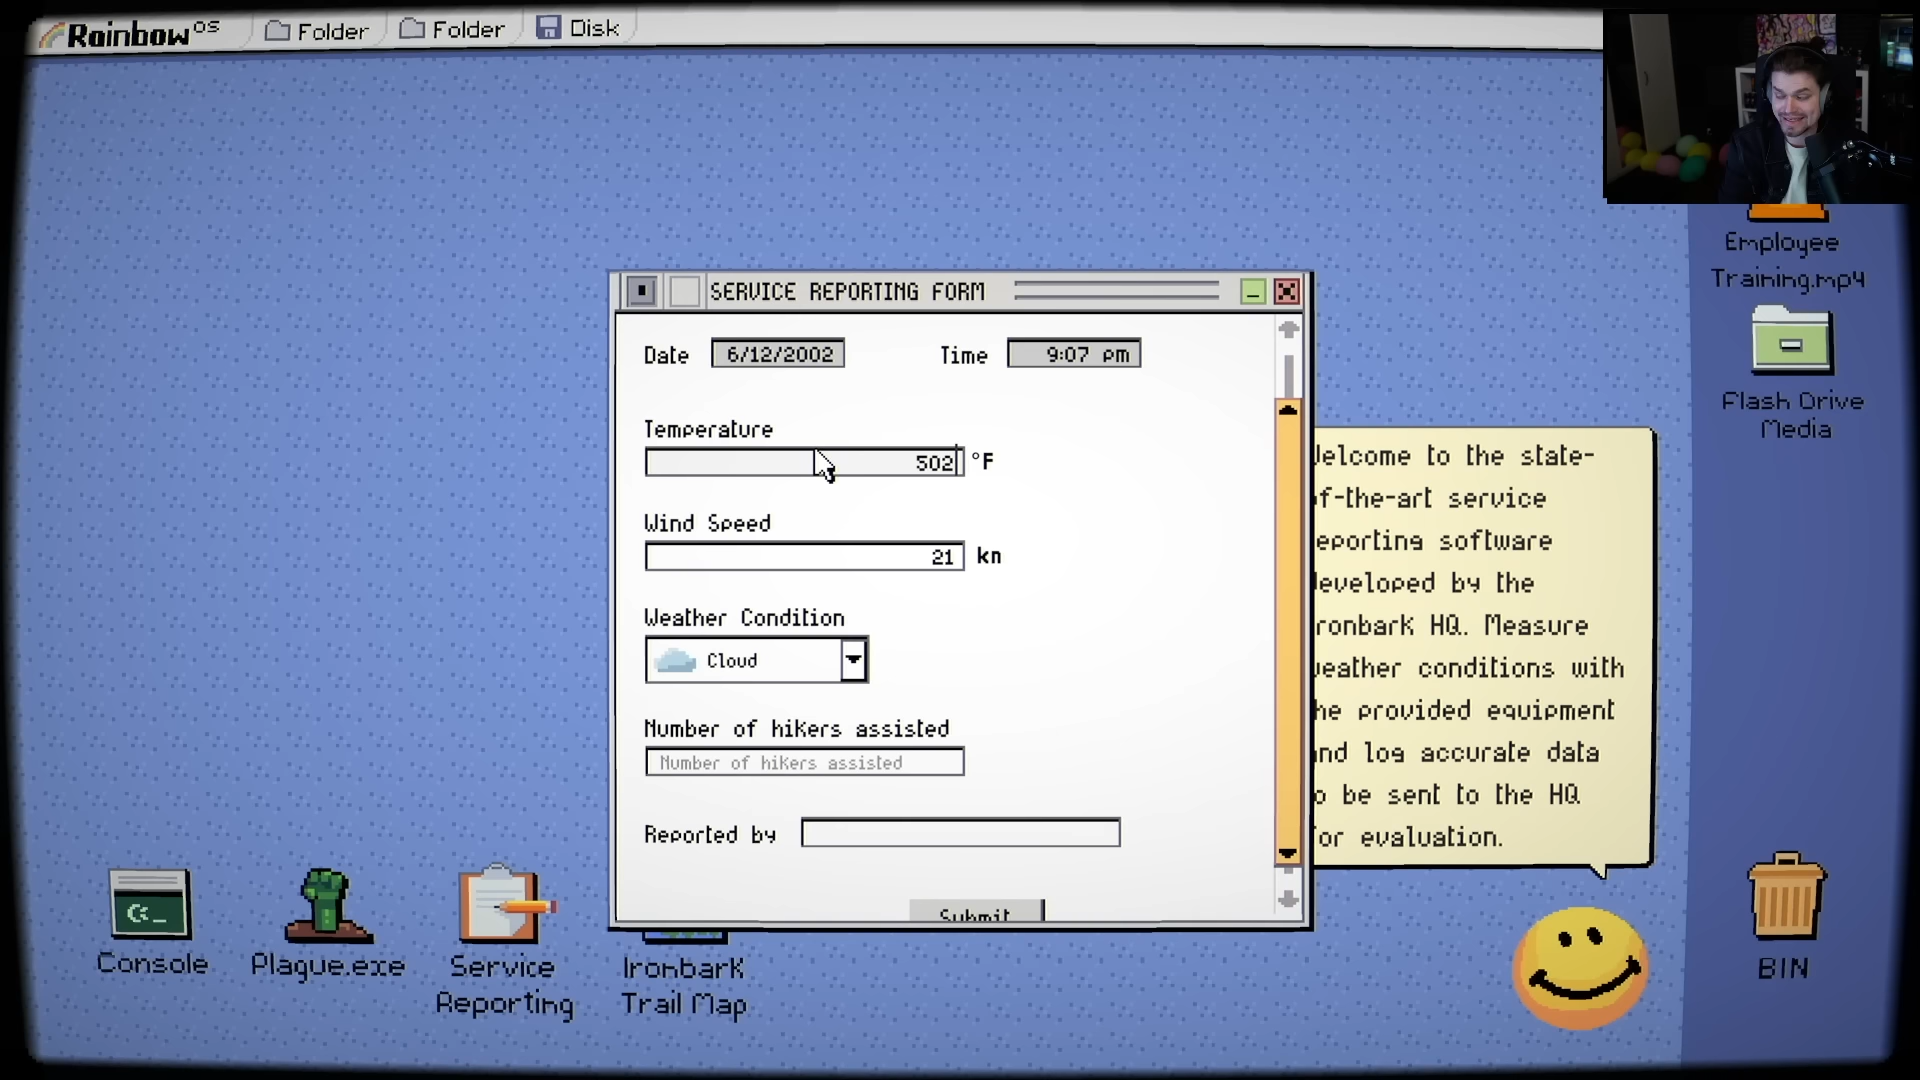 Rainbow OS
Folder
Folder
Disk
Employee
Training.mp4
Flash Drive
Media
SERVICE REPORTING FORM
Date 6/12/2002 Time 9:07 pm
Temperature
502 °F
Wind Speed
21 kn
Weather Condition
Cloud
Number of hikers assisted
Number of hikers assisted
Reported by
Submit
Welcome to the state-
of-the-art service
reporting software
developed by the
Ironbark HQ. Measure
weather conditions with
the provided equipment
and log accurate data
to be sent to the HQ
for evaluation.
C:\_
Console
Plague.exe
Service
Reporting
Ironbark
Trail Map
BIN